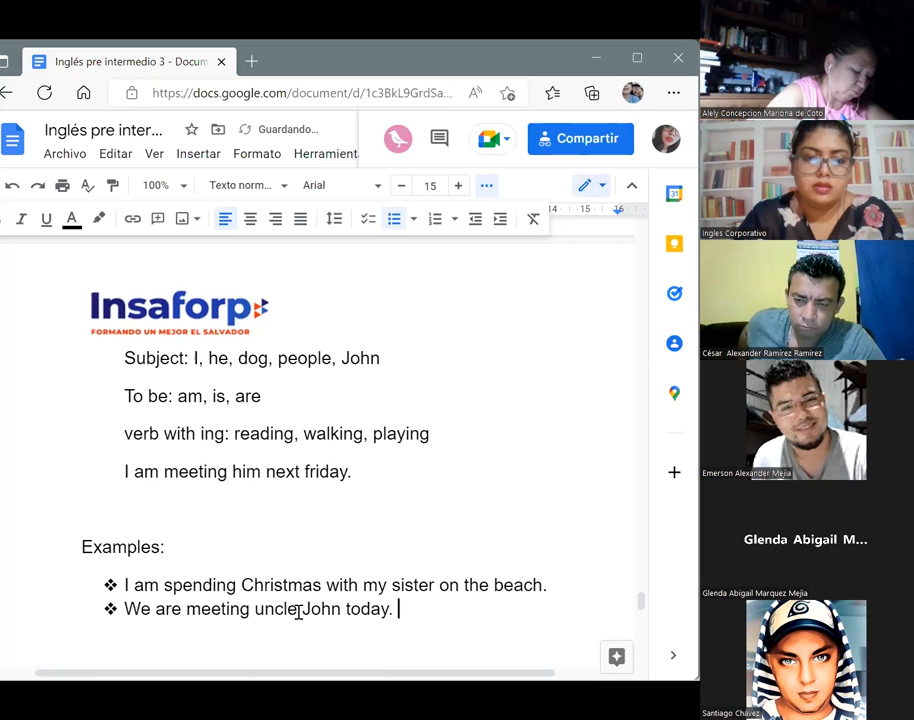 Inglés pre intermedio 3 - Docum
https://docs.google.com/document/d/1c3BkL9GrdSa...
Inglés pre inter...
Guardando...
Compartir
Archivo Editar Ver Insertar Formato Herramient
100% Texto norm... Arial 15
14 15 16
Insaforp
FORMANDO UN MEJOR EL SALVADOR
Subject: I, he, dog, people, John
To be: am, is, are
verb with ing: reading, walking, playing
I am meeting him next friday.
Examples:
❖ I am spending Christmas with my sister on the beach.
❖ We are meeting uncle John today.
Alely Concepcion Mariona de Coto
Ingles Corporativo
César Alexander Ramírez Ramírez
Emerson Alexander Mejia
Glenda Abigail M...
Glenda Abigail Marquez Mejia
Santiago Chávez